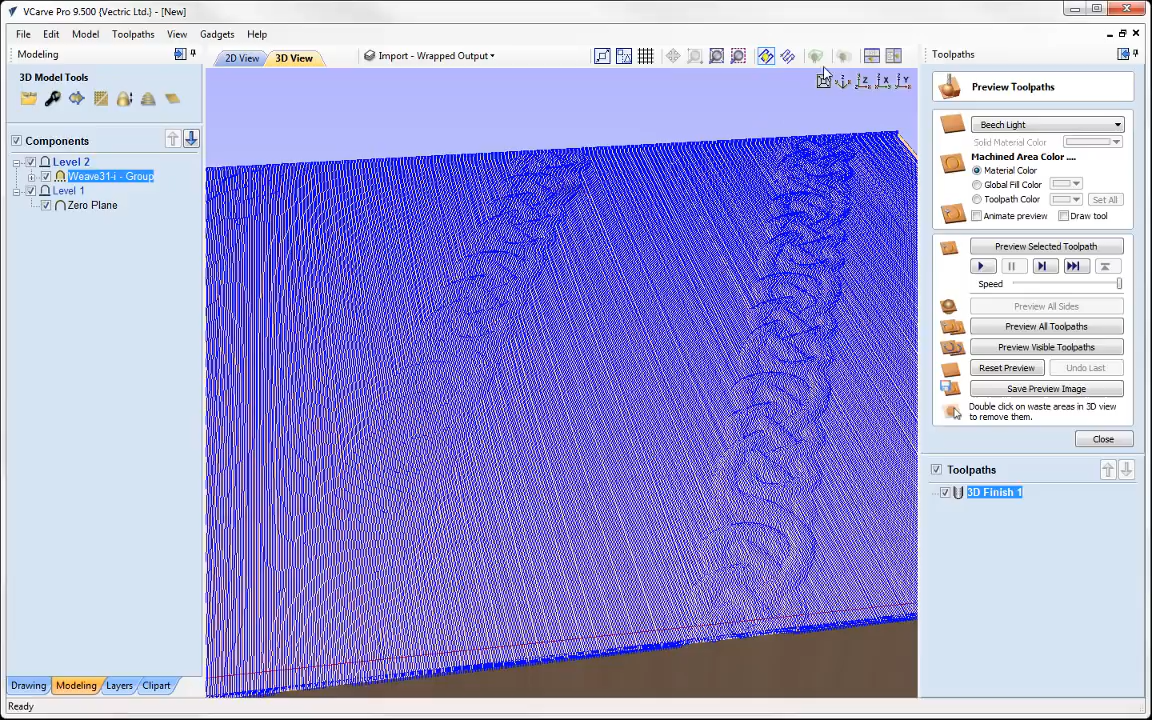 VCarve Pro 9.500 {Vectric Ltd.} - [New]
File Edit Model Toolpaths View Gadgets Help
Modeling
2D View 3D View Import - Wrapped Output
Toolpaths
3D Model Tools
Components
Level 2
Weave31-i - Group
Level 1
Zero Plane
Z X Y
Preview Toolpaths
Beech Light
Solid Material Color
Machined Area Color ....
Material Color
Global Fill Color
Toolpath Color Set All
Animate preview Draw tool
Preview Selected Toolpath
Speed
Preview All Sides
Preview All Toolpaths
Preview Visible Toolpaths
Reset Preview Undo Last
Save Preview Image
Double click on waste areas in 3D view
to remove them.
Close
Toolpaths
3D Finish 1
Drawing Modeling Layers Clipart
Ready